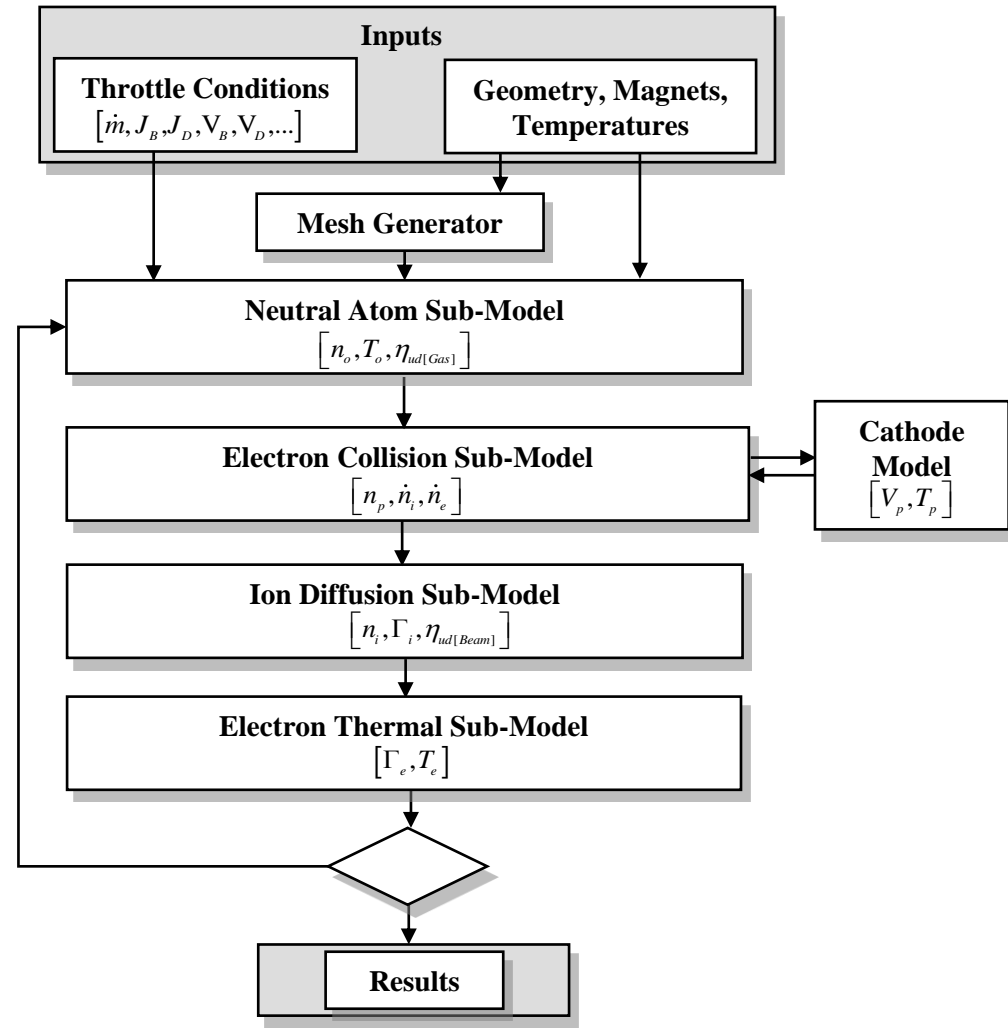 Inputs
Throttle Conditions
[ṁ, J_B, J_D, V_B, V_D,...]
Geometry, Magnets,
Temperatures
Mesh Generator
Neutral Atom Sub-Model
[n_o, T_o, η_ud[Gas]]
Electron Collision Sub-Model
[n_p, ṅ_i, ṅ_e]
Cathode
Model
[V_p, T_p]
Ion Diffusion Sub-Model
[n_i, Γ_i, η_ud[Beam]]
Electron Thermal Sub-Model
[Γ_e, T_e]
Results